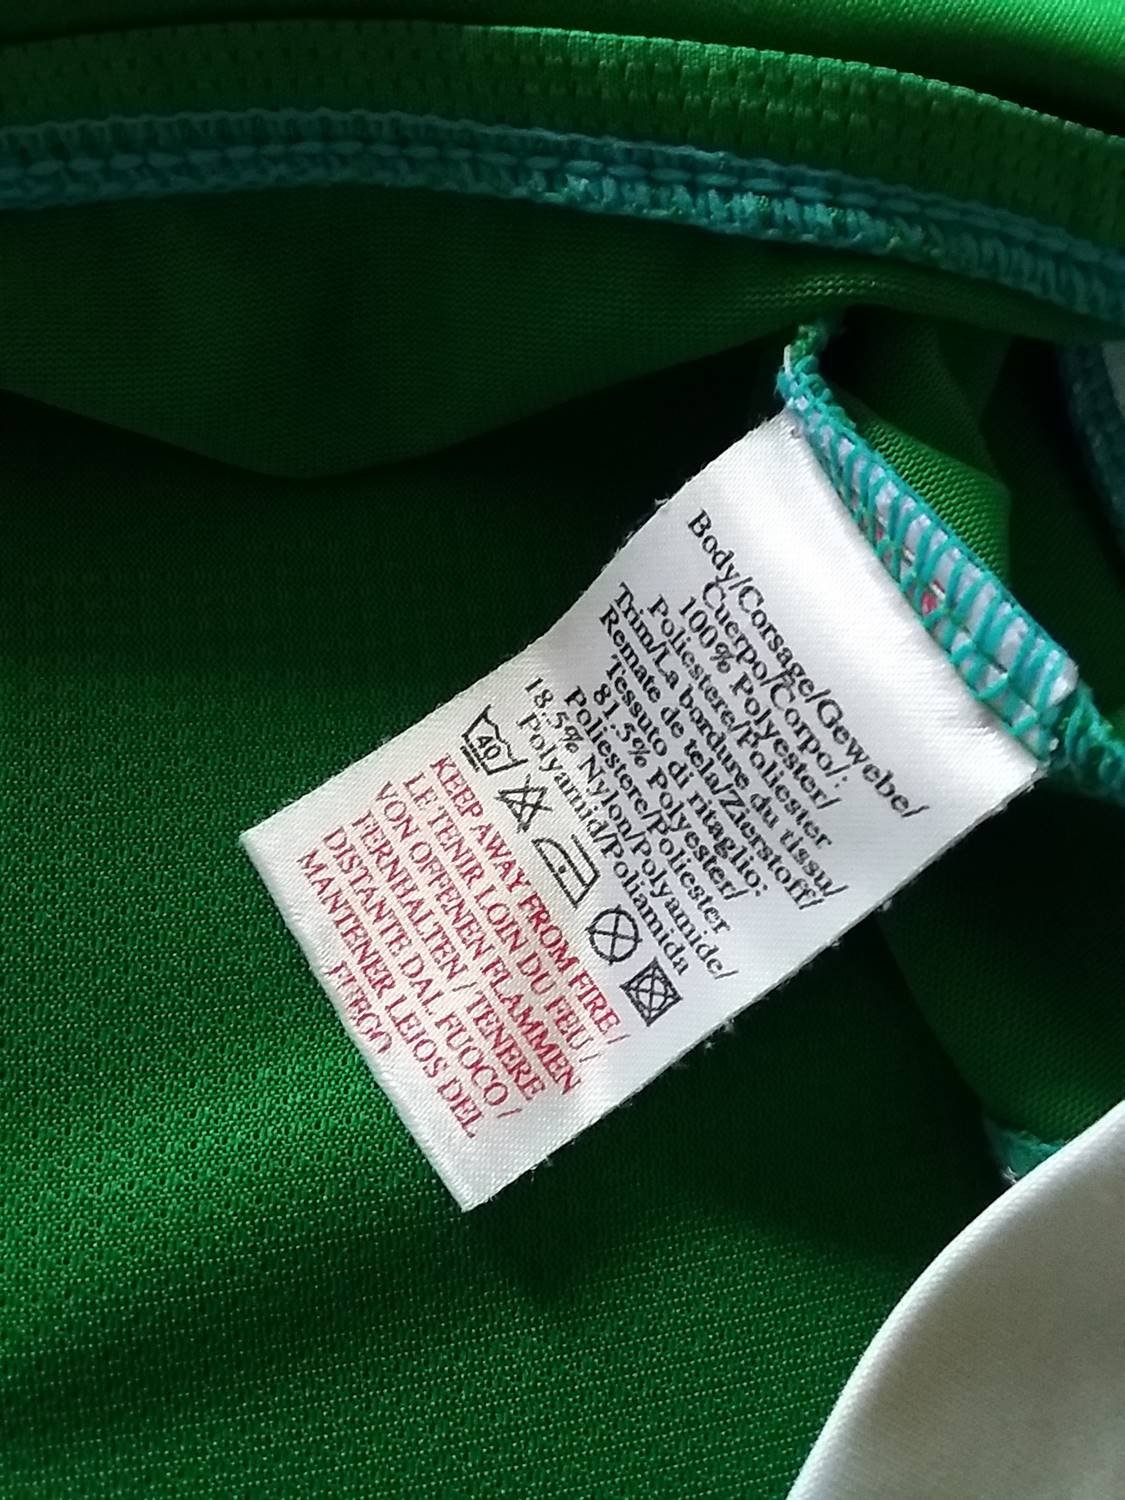 Body/Corsage/Gewebe/
Cuerpo/Corpo/:
100% Polyester/
Poliestere/Poliester
Trim/La bordure du tissu/
Remate de tela/Zierstoff/
Tessuto di ritaglio:
81.5% Polyester/
Poliestere/Poliester
18.5% Nylon/Polyamide/
Polyamid/Poliamida
40
KEEP AWAY FROM FIRE /
LE TENIR LOIN DU FEU /
VON OFFENEN FLAMMEN
FERNHALTEN / TENERE
DISTANTE DAL FUOCO /
MANTENER LEJOS DEL
FUEGO